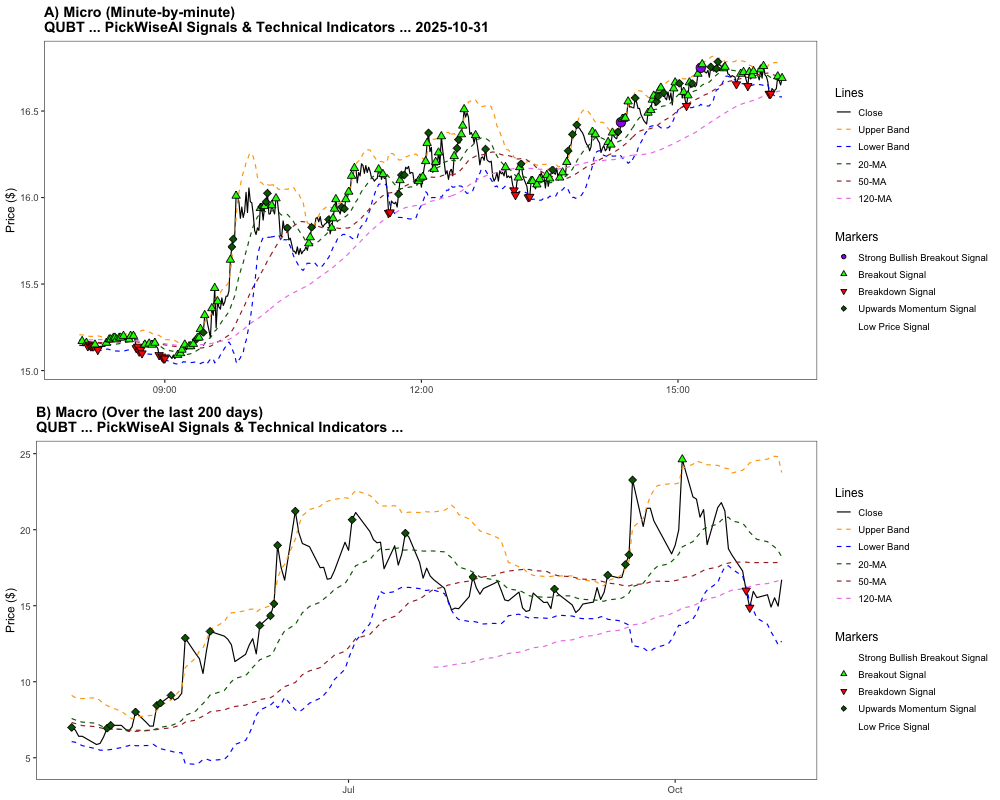 A) Micro (Minute-by-minute)
QUBT ... PickWiseAI Signals & Technical Indicators ... 2025-10-31
Price ($)
16.5
16.0
15.5
15.0
09:00
12:00
15:00
Lines
Close
Upper Band
Lower Band
20-MA
50-MA
120-MA
Markers
Strong Bullish Breakout Signal
Breakout Signal
Breakdown Signal
Upwards Momentum Signal
Low Price Signal
B) Macro (Over the last 200 days)
QUBT ... PickWiseAI Signals & Technical Indicators ...
Price ($)
25
20
15
10
5
Jul
Oct
Lines
Close
Upper Band
Lower Band
20-MA
50-MA
120-MA
Markers
Strong Bullish Breakout Signal
Breakout Signal
Breakdown Signal
Upwards Momentum Signal
Low Price Signal